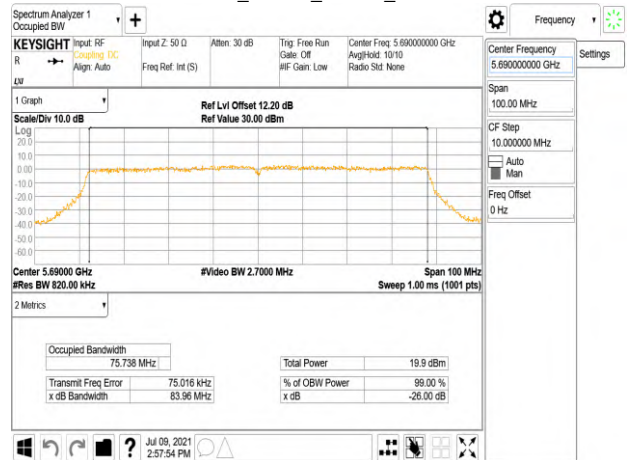 Spectrum Analyzer 1
Occupied BW
+
Frequency
KEYSIGHT
R
LXI
Input: RF
Coupling: DC
Align: Auto
Input Z: 50 Ω
Freq Ref: Int (S)
Atten: 30 dB
Trig: Free Run
Gate: Off
#IF Gain: Low
Center Freq: 5.690000000 GHz
Avg|Hold: 10/10
Radio Std: None
Center Frequency
5.690000000 GHz
Settings
Span
100.00 MHz
CF Step
10.000000 MHz
Auto
Man
Freq Offset
0 Hz
1 Graph
Scale/Div 10.0 dB
Ref Lvl Offset 12.20 dB
Ref Value 30.00 dBm
Log
20.0
10.0
0.00
-10.0
-20.0
-30.0
-40.0
-50.0
-60.0
Center 5.69000 GHz
#Res BW 820.00 kHz
#Video BW 2.7000 MHz
Span 100 MHz
Sweep 1.00 ms (1001 pts)
2 Metrics
Occupied Bandwidth
75.738 MHz
Transmit Freq Error 75.016 kHz
x dB Bandwidth 83.96 MHz
Total Power 19.9 dBm
% of OBW Power 99.00 %
x dB -26.00 dB
?
Jul 09, 2021
2:57:54 PM